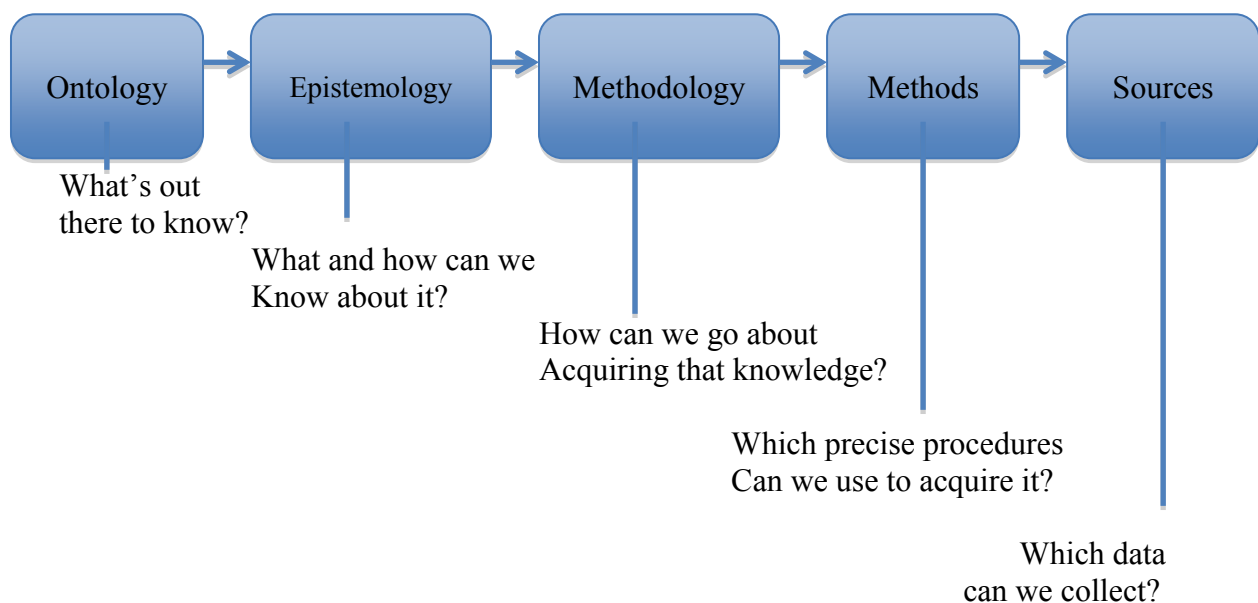 Ontology
Epistemology
Methodology
Methods
Sources
What’s out
there to know?
What and how can we
Know about it?
How can we go about
Acquiring that knowledge?
Which precise procedures
Can we use to acquire it?
Which data
can we collect?